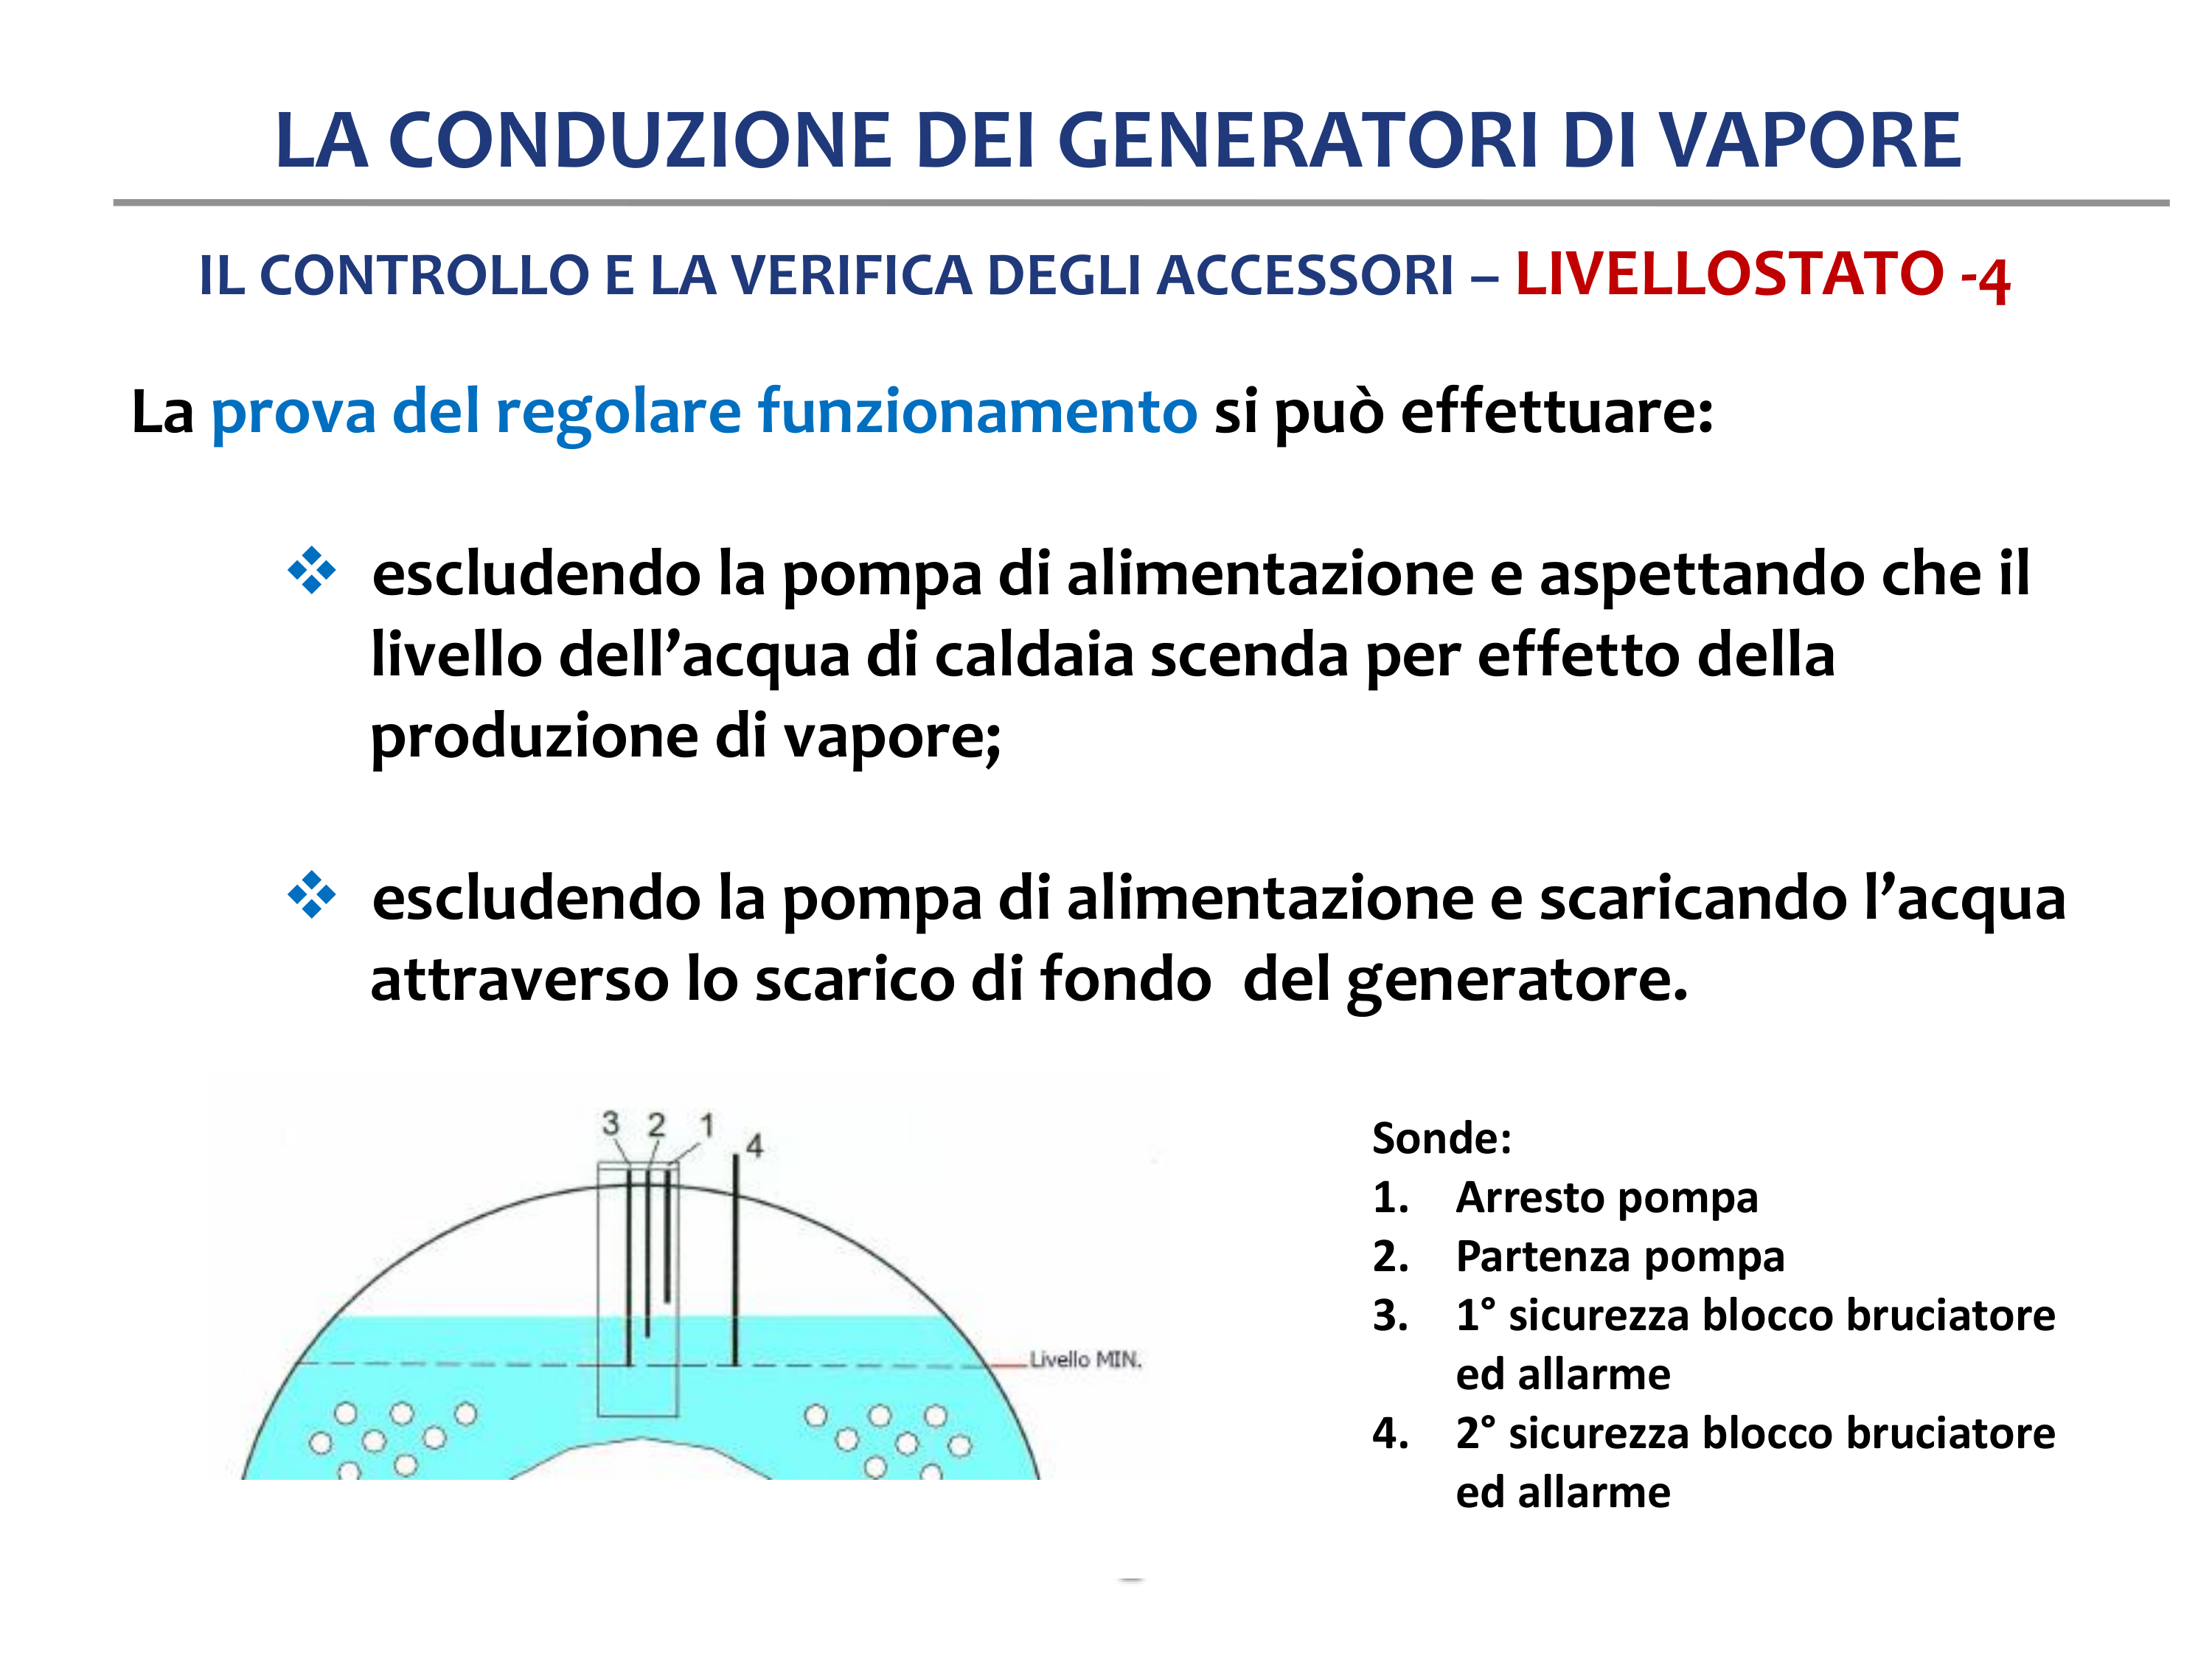 LA CONDUZIONE DEI GENERATORI DI VAPORE
IL CONTROLLO E LA VERIFICA DEGLI ACCESSORI – LIVELLOSTATO -4
La prova del regolare funzionamento si può effettuare:
❖ escludendo la pompa di alimentazione e aspettando che il
livello dell’acqua di caldaia scenda per effetto della
produzione di vapore;
❖ escludendo la pompa di alimentazione e scaricando l’acqua
attraverso lo scarico di fondo del generatore.
3 2 1 4
Livello MIN.
Sonde:
1. Arresto pompa
2. Partenza pompa
3. 1° sicurezza blocco bruciatore
ed allarme
4. 2° sicurezza blocco bruciatore
ed allarme